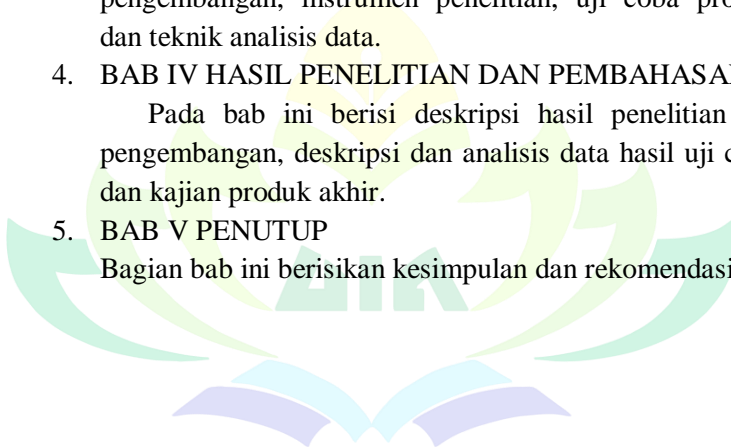 pengembangan, instrumen penelitian, uji coba
dan teknik analisis data.
4. BAB IV HASIL PENELITIAN DAN PEMBAHASAN
Pada bab ini berisi deskripsi hasil penelitian
pengembangan, deskripsi dan analisis data hasil uji
dan kajian produk akhir.
5. BAB V PENUTUP
Bagian bab ini berisikan kesimpulan dan rekomendasi